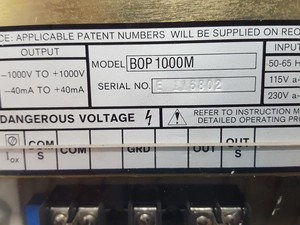 CE: APPLICABLE PATENT NUMBERS WILL BE SUPPLIED ON REQ
OUTPUT
-1000V TO +1000V
-40mA TO +40mA
MODEL BOP 1000M
SERIAL NO.
INPUT
50-65 H
115V a-
230V a-
DANGEROUS VOLTAGE
REFER TO INSTRUCTION M
DETAILED OPERATING PRO
COM S COM GRD OUT OUT S